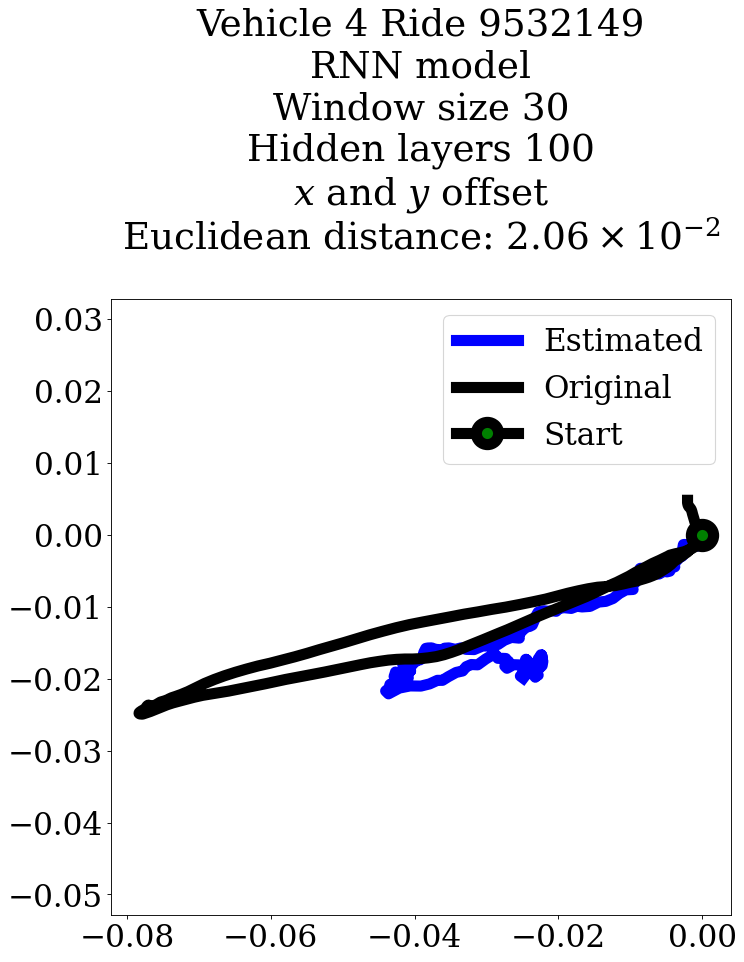 Vehicle 4 Ride 9532149
RNN model
Window size 30
Hidden layers 100
x and y offset
Euclidean distance: 2.06 × 10⁻²
Estimated
Original
Start
0.03
0.02
0.01
0.00
−0.01
−0.02
−0.03
−0.04
−0.05
−0.08 −0.06 −0.04 −0.02 0.00